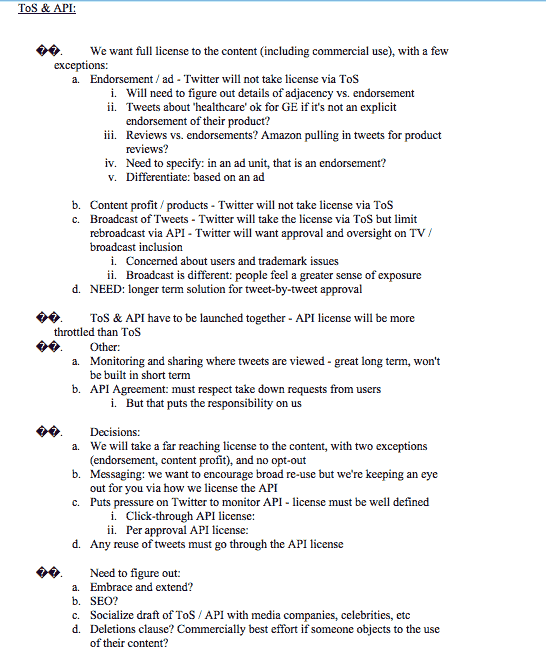 ToS & API:
��. We want full license to the content (including commercial use), with a few
exceptions:
a. Endorsement / ad - Twitter will not take license via ToS
i. Will need to figure out details of adjacency vs. endorsement
ii. Tweets about 'healthcare' ok for GE if it's not an explicit
endorsement of their product?
iii. Reviews vs. endorsements? Amazon pulling in tweets for product
reviews?
iv. Need to specify: in an ad unit, that is an endorsement?
v. Differentiate: based on an ad
b. Content profit / products - Twitter will not take license via ToS
c. Broadcast of Tweets - Twitter will take the license via ToS but limit
rebroadcast via API - Twitter will want approval and oversight on TV /
broadcast inclusion
i. Concerned about users and trademark issues
ii. Broadcast is different: people feel a greater sense of exposure
d. NEED: longer term solution for tweet-by-tweet approval
��. ToS & API have to be launched together - API license will be more
throttled than ToS
��. Other:
a. Monitoring and sharing where tweets are viewed - great long term, won't
be built in short term
b. API Agreement: must respect take down requests from users
i. But that puts the responsibility on us
��. Decisions:
a. We will take a far reaching license to the content, with two exceptions
(endorsement, content profit), and no opt-out
b. Messaging: we want to encourage broad re-use but we're keeping an eye
out for you via how we license the API
c. Puts pressure on Twitter to monitor API - license must be well defined
i. Click-through API license:
ii. Per approval API license:
d. Any reuse of tweets must go through the API license
��. Need to figure out:
a. Embrace and extend?
b. SEO?
c. Socialize draft of ToS / API with media companies, celebrities, etc
d. Deletions clause? Commercially best effort if someone objects to the use
of their content?